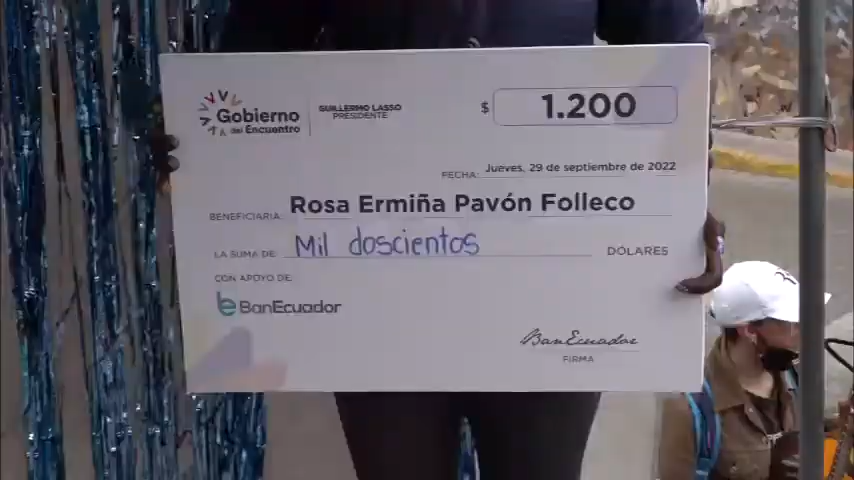 Gobierno
del Encuentro
GUILLERMO LASSO
PRESIDENTE
$ 1.200
FECHA: Jueves, 29 de septiembre de 2022
BENEFICIARIA: Rosa Ermiña Pavón Folleco
LA SUMA DE: Mil doscientos DÓLARES
CON APOYO DE:
BanEcuador
BanEcuador
FIRMA